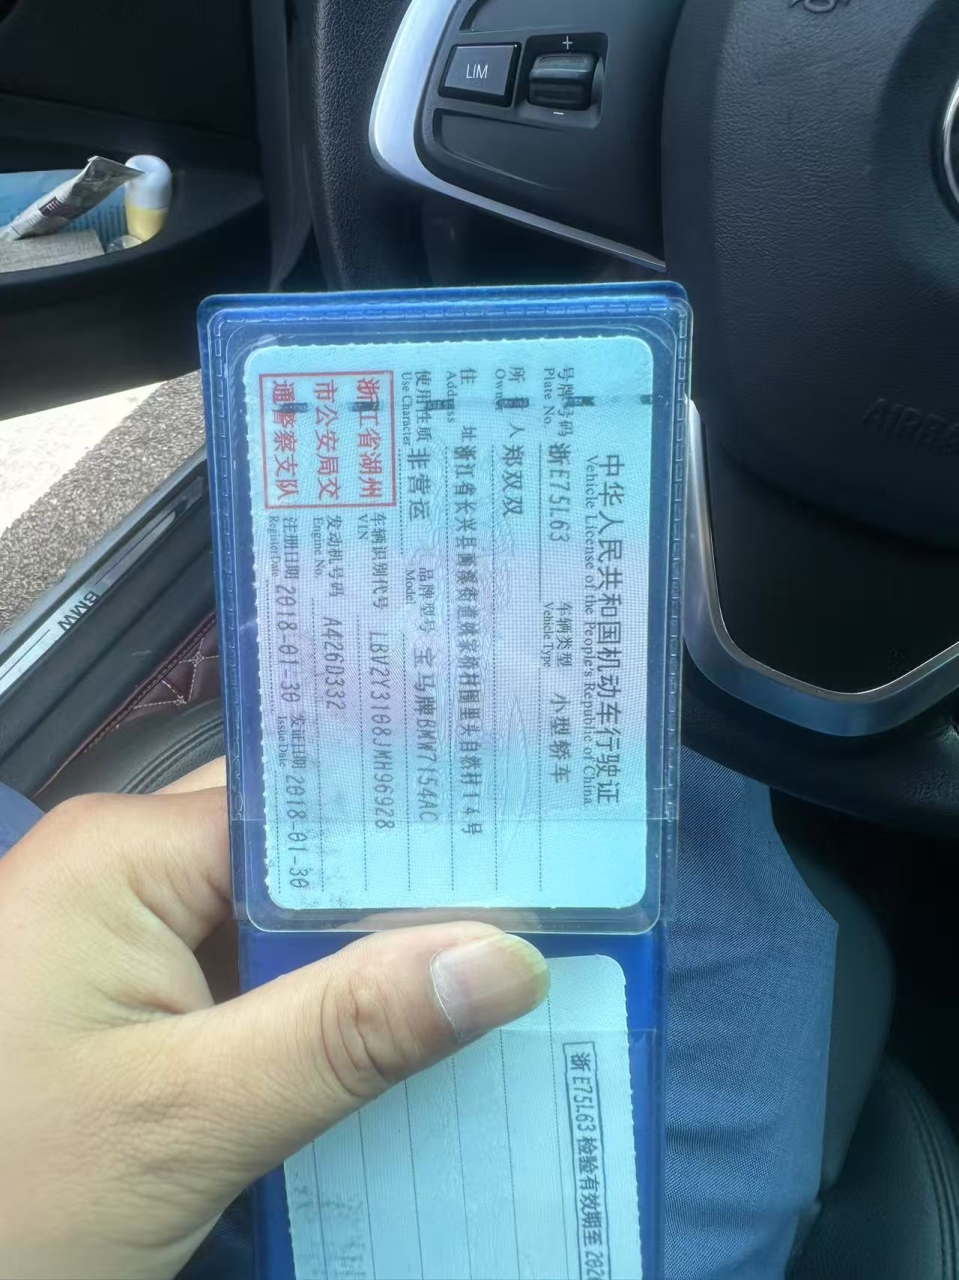 LIM
+
−
AIRBAG
BMW
中华人民共和国机动车行驶证
Vehicle License of the People's Republic of China
号牌号码 浙E75L63 车辆类型 小型轿车
Plate No. Vehicle Type
所有人 郑双双
Owner
住址 浙江省长兴县
村14号
Address
使用性质 非营运 品牌型号 宝马牌BMW7154AC
Use Character Model
浙江省湖州
市公安局交
通警察支队
车辆识别代号 LBV2Y3108JMH96928
VIN
发动机号码 A426D332
Engine No.
注册日期 2018-01-30 发证日期 2018-01-30
Register Date Issue Date
浙E75L63 检验有效期至 202